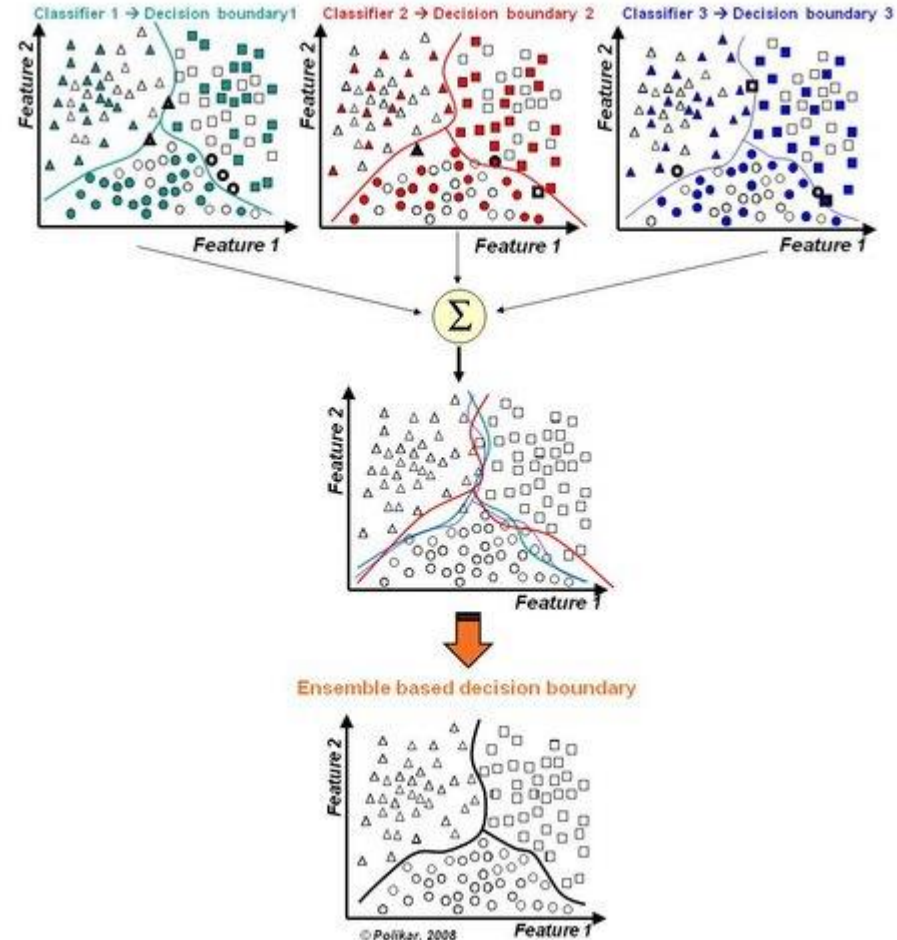 Classifier 1 → Decision boundary1
Classifier 2 → Decision boundary 2
Classifier 3 → Decision boundary 3
Feature 2
Feature 1
Feature 2
Feature 1
Feature 2
Feature 1
Σ
Feature 2
Feature 1
Ensemble based decision boundary
Feature 2
Feature 1
© Polikar, 2008